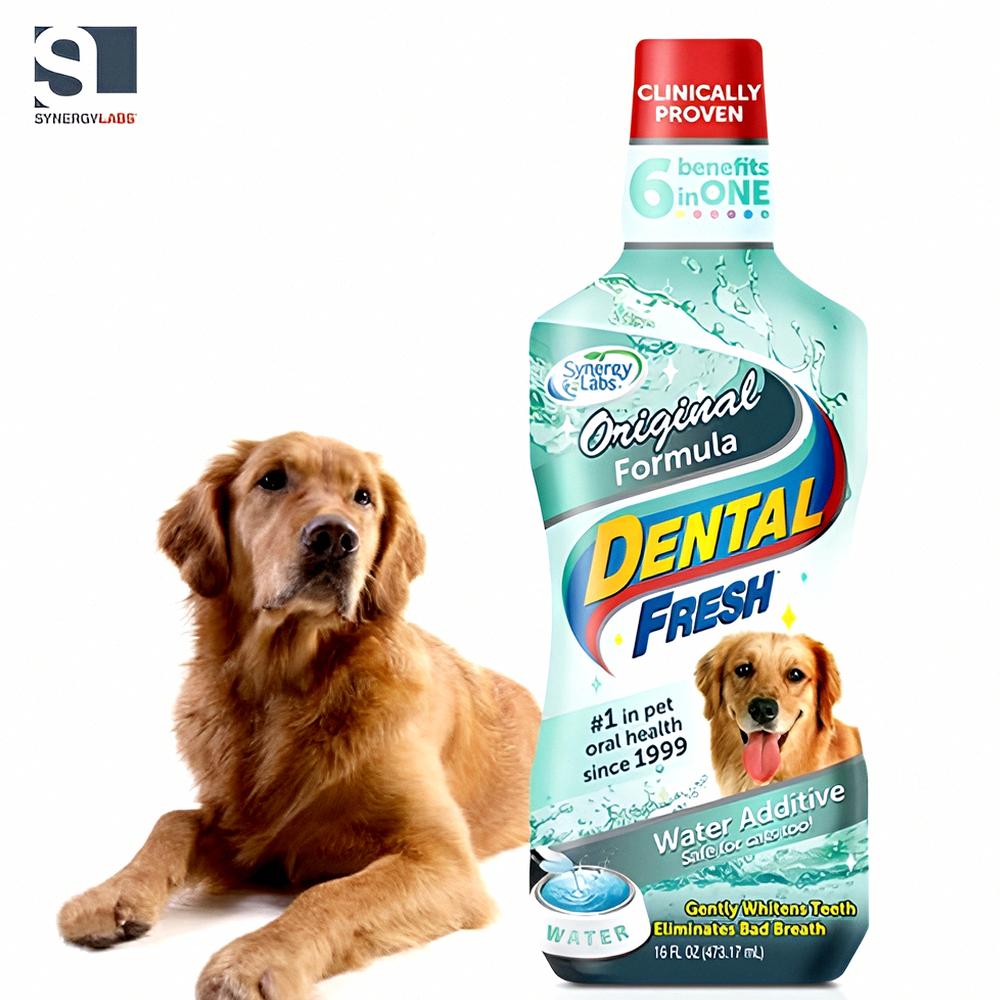 SYNERGYLABS
CLINICALLY
PROVEN
6 benefits
in ONE
Synergy
Labs
Original
Formula
DENTAL
FRESH
#1 in pet
oral health
since 1999
Water Additive
WATER
Gently Whitens Teeth
Eliminates Bad Breath
16 FL OZ (473.17 mL)